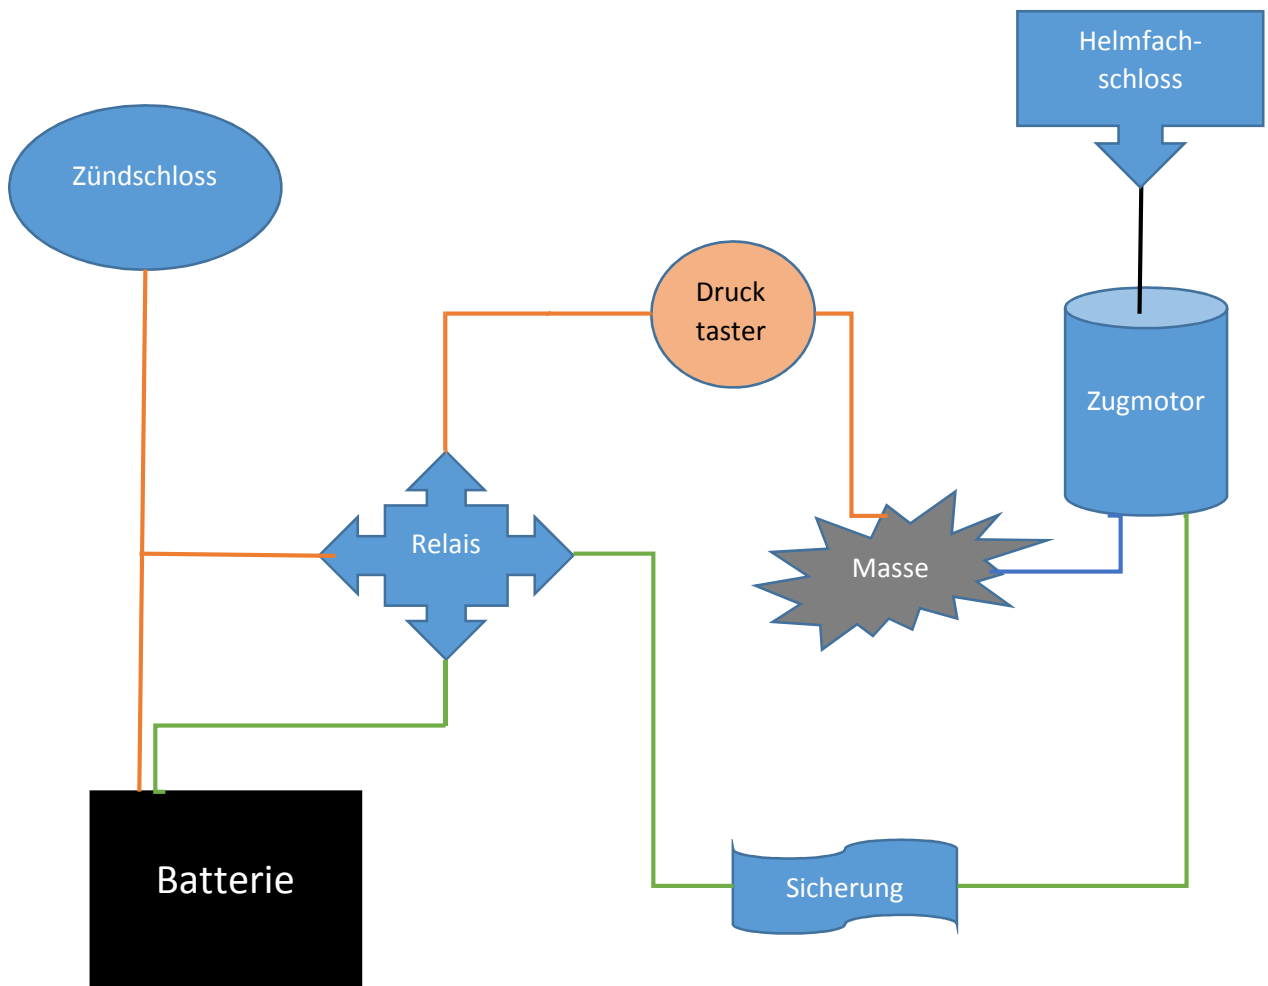 Helmfach-
schloss
Zündschloss
Druck
taster
Zugmotor
Relais
Masse
Batterie
Sicherung